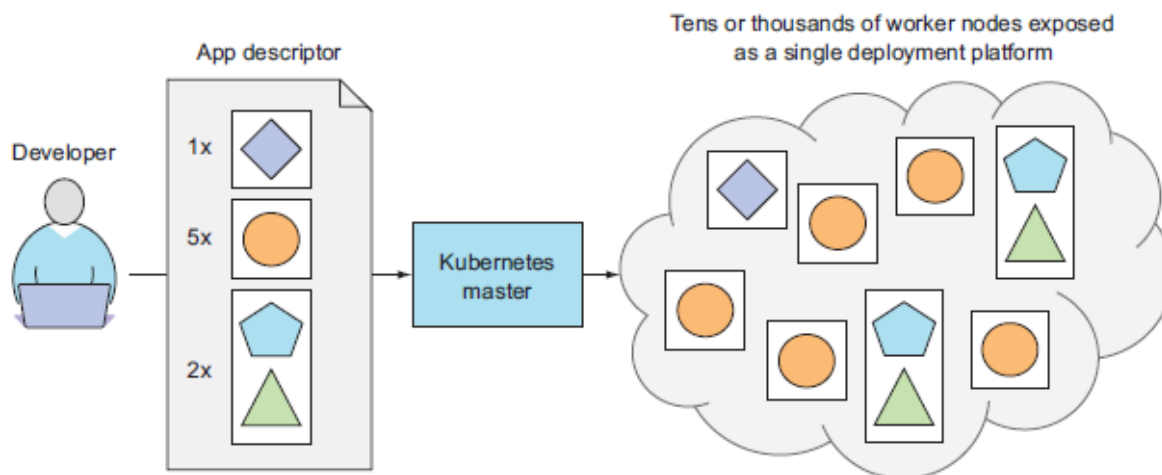 Tens or thousands of worker nodes exposed
as a single deployment platform
App descriptor
Developer
1x
5x
2x
Kubernetes
master